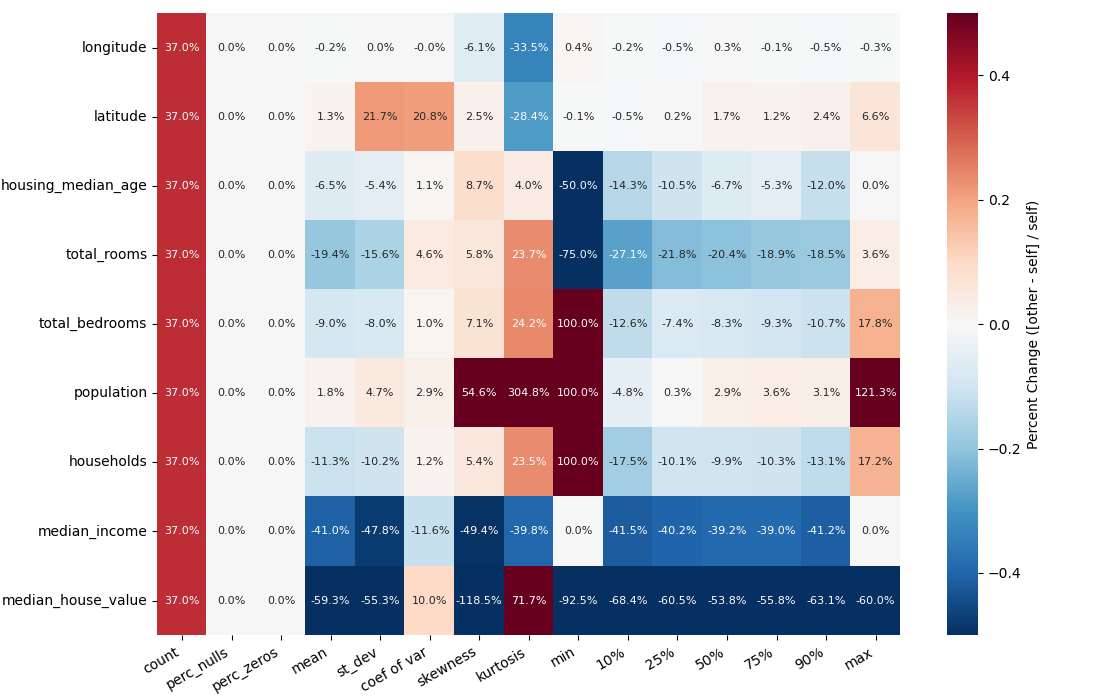 longitude 37.0% 0.0% 0.0% -0.2% 0.0% -0.0% -6.1% -33.5% 0.4% -0.2% -0.5% 0.3% -0.1% -0.5% -0.3%
latitude 37.0% 0.0% 0.0% 1.3% 21.7% 20.8% 2.5% -28.4% -0.1% -0.5% 0.2% 1.7% 1.2% 2.4% 6.6%
housing_median_age 37.0% 0.0% 0.0% -6.5% -5.4% 1.1% 8.7% 4.0% -50.0% -14.3% -10.5% -6.7% -5.3% -12.0% 0.0%
total_rooms 37.0% 0.0% 0.0% -19.4% -15.6% 4.6% 5.8% 23.7% -75.0% -27.1% -21.8% -20.4% -18.9% -18.5% 3.6%
total_bedrooms 37.0% 0.0% 0.0% -9.0% -8.0% 1.0% 7.1% 24.2% 100.0% -12.6% -7.4% -8.3% -9.3% -10.7% 17.8%
population 37.0% 0.0% 0.0% 1.8% 4.7% 2.9% 54.6% 304.8% 100.0% -4.8% 0.3% 2.9% 3.6% 3.1% 121.3%
households 37.0% 0.0% 0.0% -11.3% -10.2% 1.2% 5.4% 23.5% 100.0% -17.5% -10.1% -9.9% -10.3% -13.1% 17.2%
median_income 37.0% 0.0% 0.0% -41.0% -47.8% -11.6% -49.4% -39.8% 0.0% -41.5% -40.2% -39.2% -39.0% -41.2% 0.0%
median_house_value 37.0% 0.0% 0.0% -59.3% -55.3% 10.0% -118.5% 71.7% -92.5% -68.4% -60.5% -53.8% -55.8% -63.1% -60.0%
count perc_nulls perc_zeros mean st_dev coef of var skewness kurtosis min 10% 25% 50% 75% 90% max
0.4
0.2
0.0
−0.2
−0.4
Percent Change ([other - self] / self)